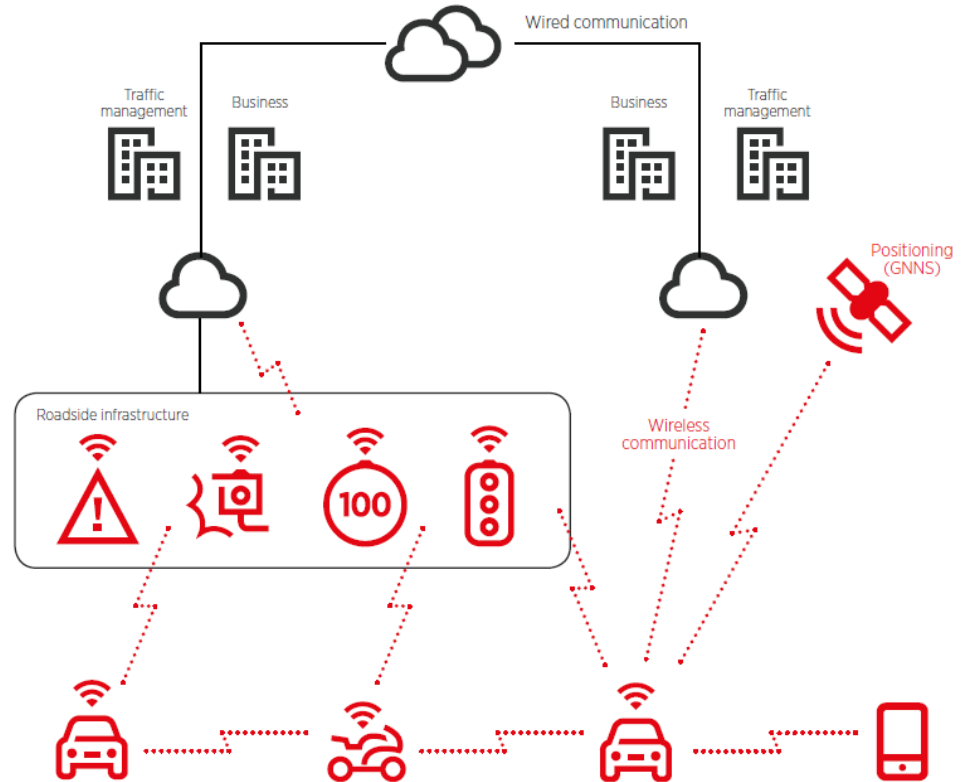 Wired communication
Traffic
management
Business
Business
Traffic
management
Positioning
(GNNS)
Roadside infrastructure
Wireless
communication
!
100